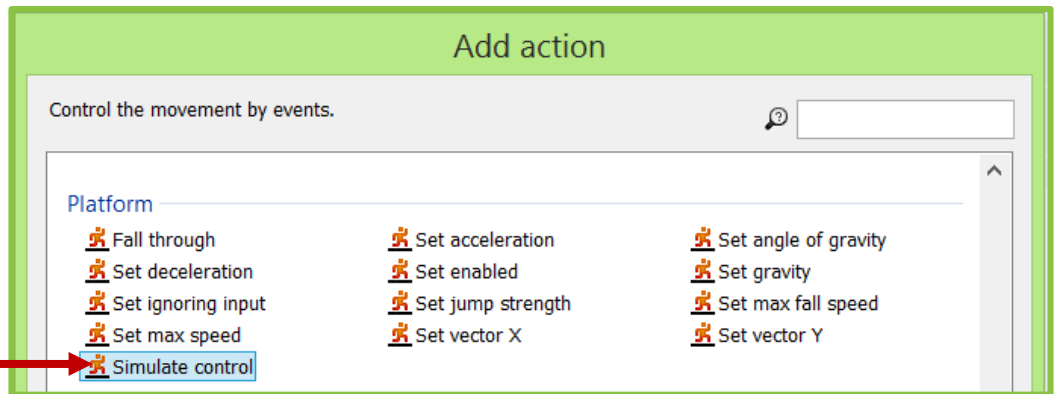 Add action
Control the movement by events.
Platform
Fall through Set acceleration Set angle of gravity
Set deceleration Set enabled Set gravity
Set ignoring input Set jump strength Set max fall speed
Set max speed Set vector X Set vector Y
Simulate control